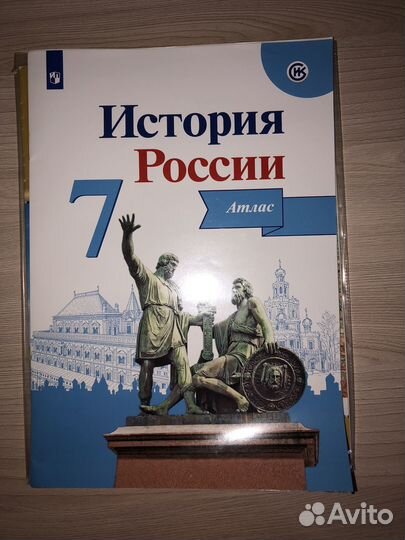 История
России
7
Атлас
Avito